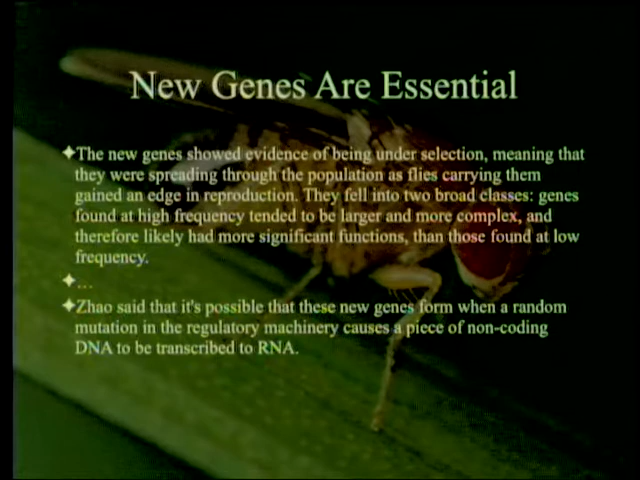 New Genes Are Essential
✦The new genes showed evidence of being under selection, meaning that
they were spreading through the population as flies carrying them
gained an edge in reproduction. They fell into two broad classes: genes
found at high frequency tended to be larger and more complex, and
therefore likely had more significant functions, than those found at low
frequency.
✦…
✦Zhao said that it's possible that these new genes form when a random
mutation in the regulatory machinery causes a piece of non-coding
DNA to be transcribed to RNA.